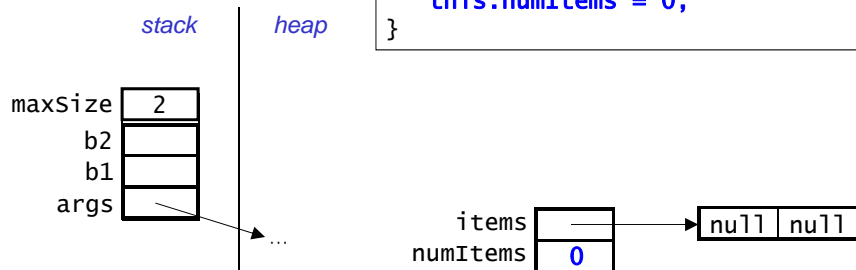 this.numItems = 0;
}
stack heap
maxSize 2
b2
b1
args
...
items null null
numItems 0